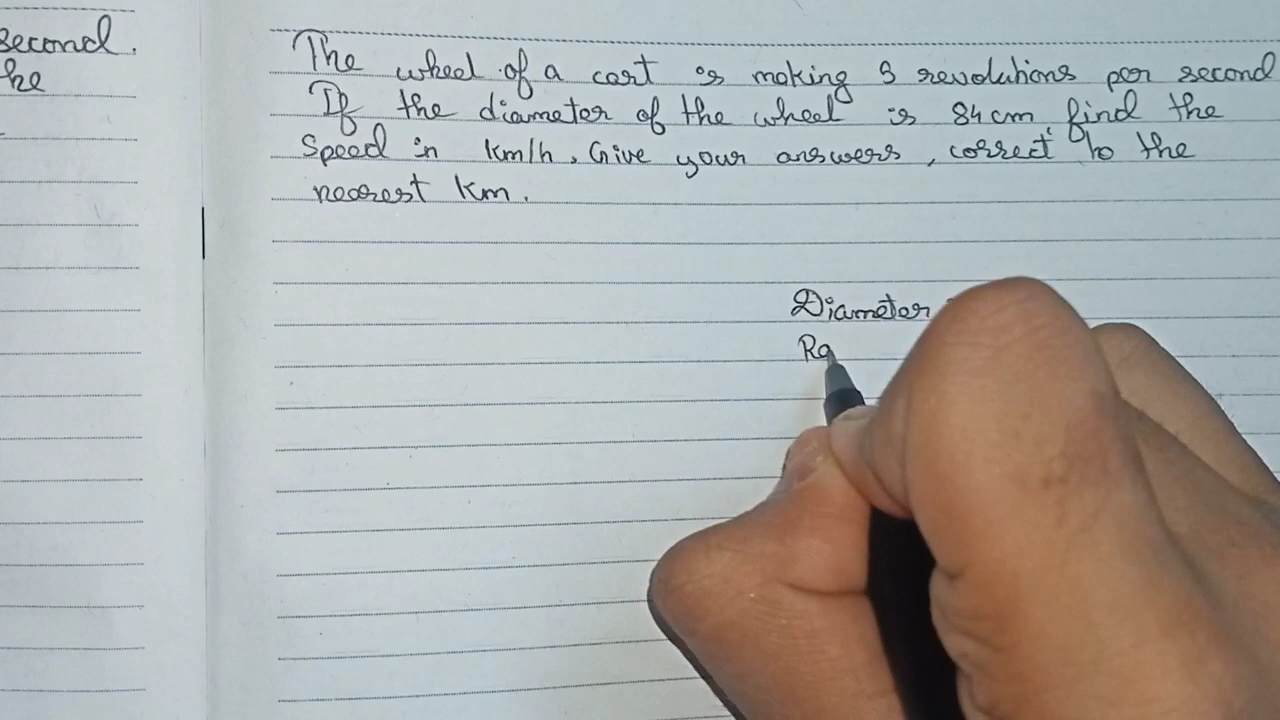 second.
he
The wheel of a cart is making 5 revolutions per second
If the diameter of the wheel is 84 cm find the
Speed in km/h. Give your answers, correct to the
nearest km.
Diameter
Ra